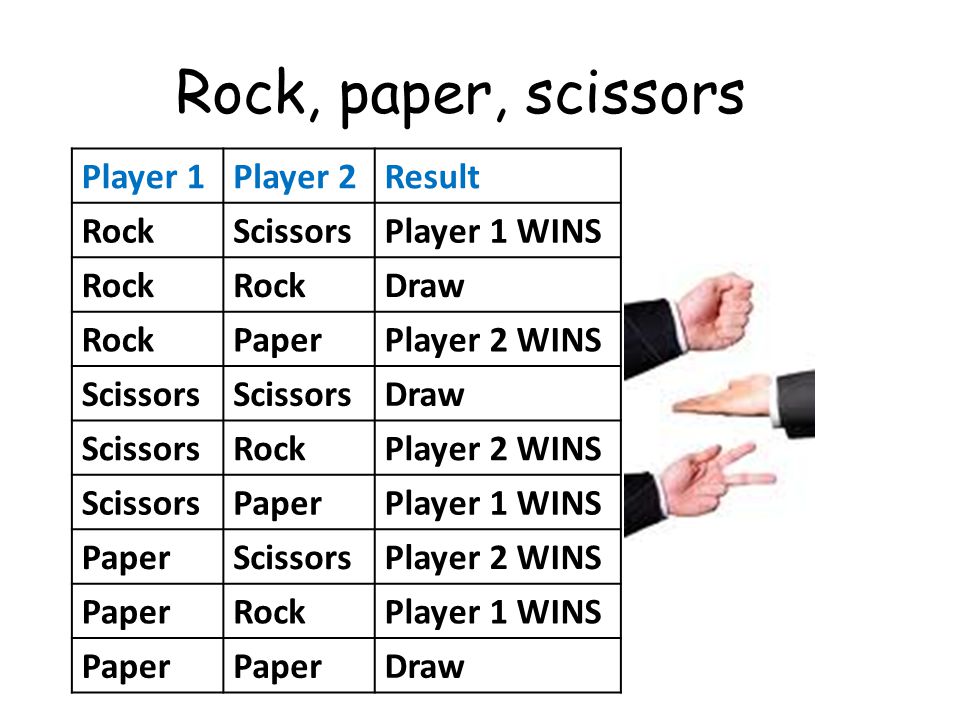 Rock, paper, scissors
Player 1 Player 2 Result
Rock Scissors Player 1 WINS
Rock Rock Draw
Rock Paper Player 2 WINS
Scissors Scissors Draw
Scissors Rock Player 2 WINS
Scissors Paper Player 1 WINS
Paper Scissors Player 2 WINS
Paper Rock Player 1 WINS
Paper Paper Draw